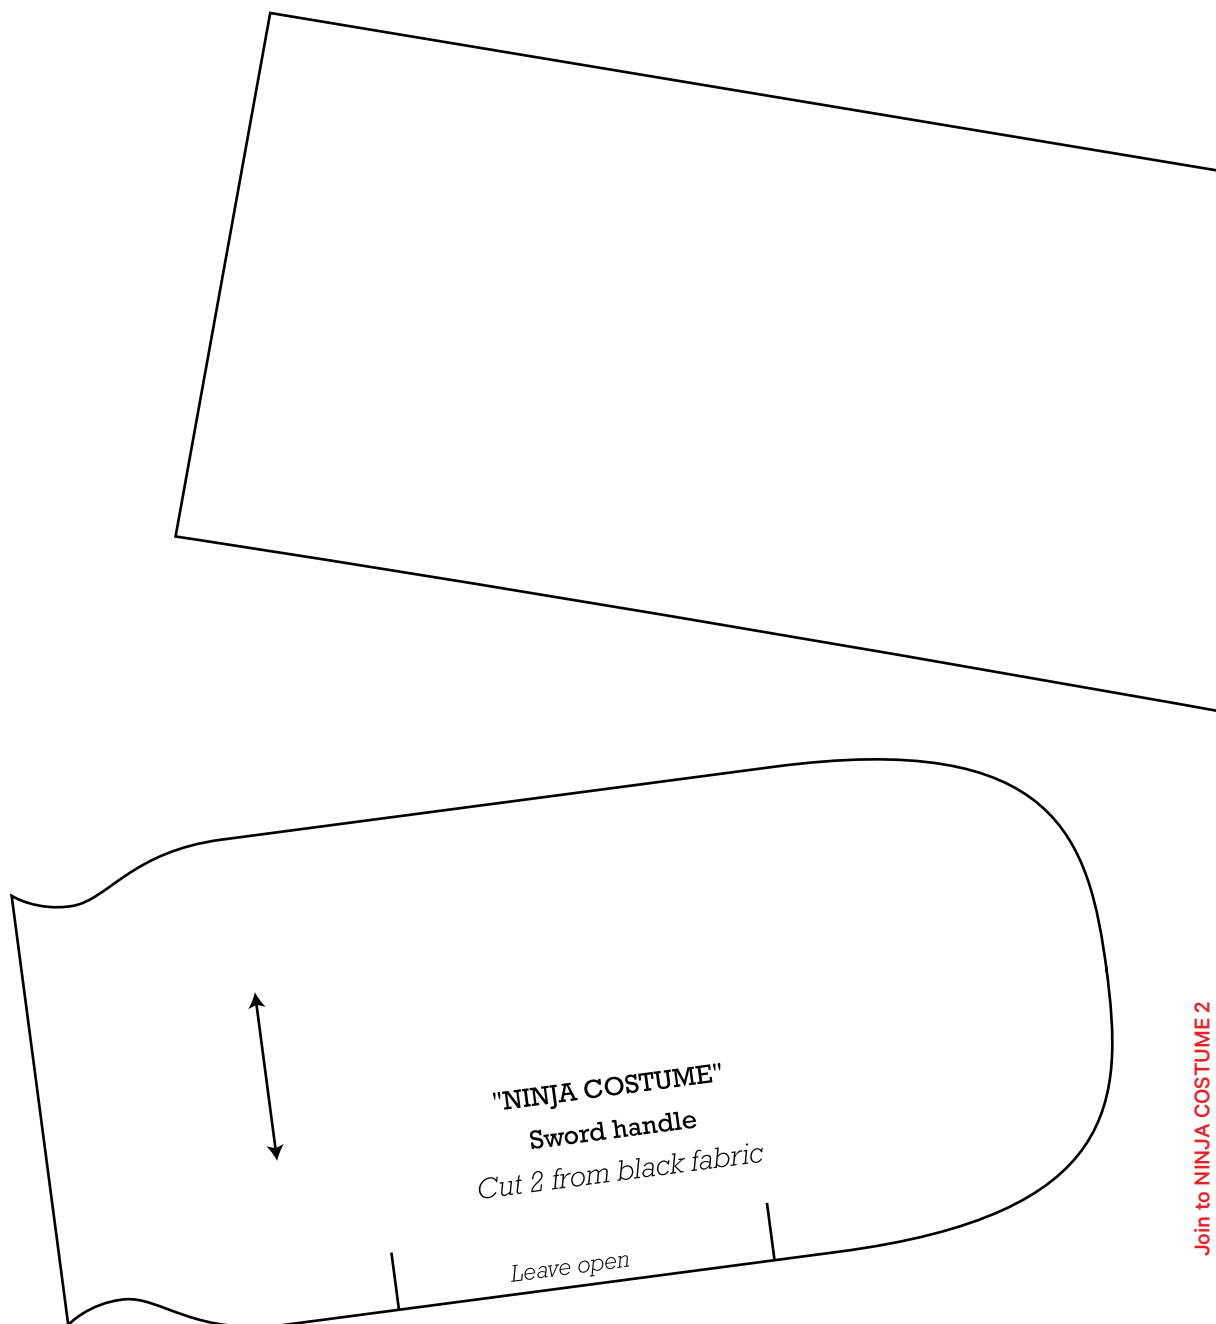 "NINJA COSTUME"
Sword handle
Cut 2 from black fabric
Leave open
Join to NINJA COSTUME 2